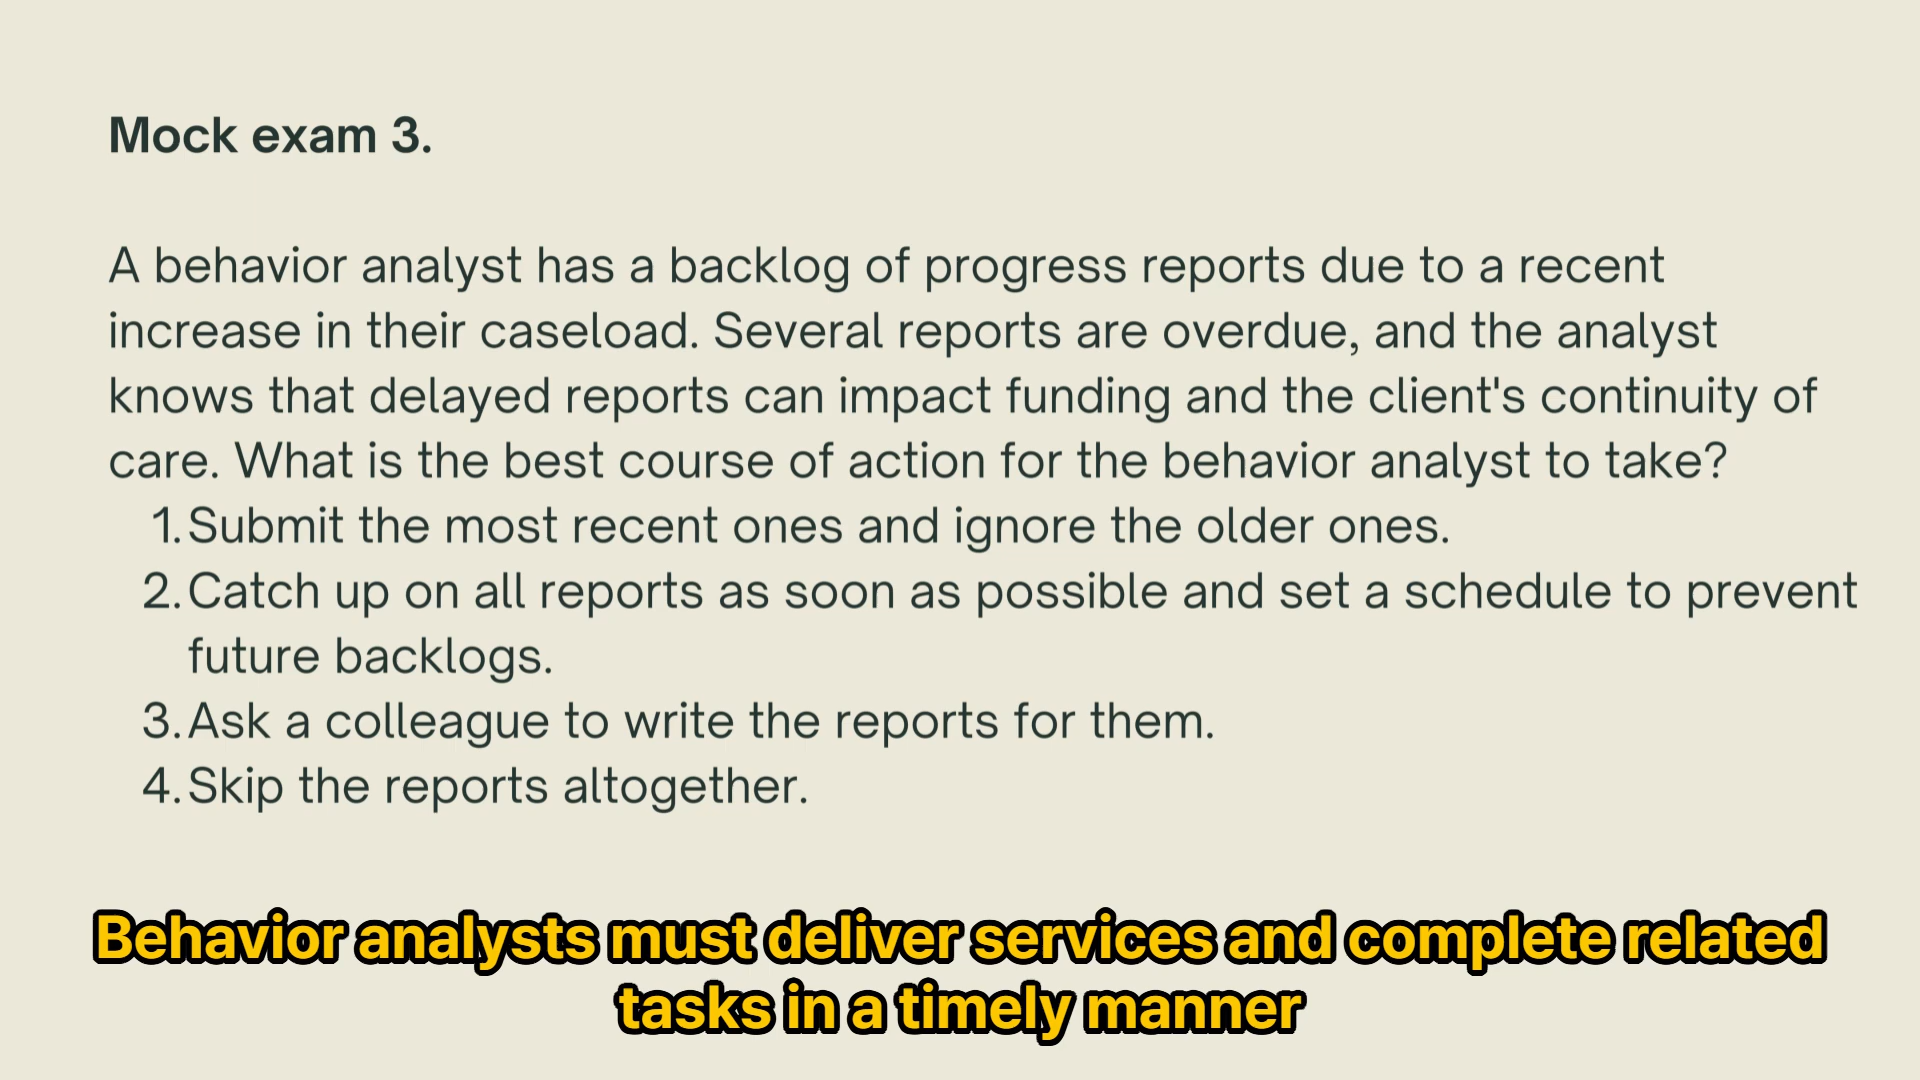 Mock exam 3.
A behavior analyst has a backlog of progress reports due to a recent
increase in their caseload. Several reports are overdue, and the analyst
knows that delayed reports can impact funding and the client's continuity of
care. What is the best course of action for the behavior analyst to take?
1. Submit the most recent ones and ignore the older ones.
2. Catch up on all reports as soon as possible and set a schedule to prevent
future backlogs.
3. Ask a colleague to write the reports for them.
4. Skip the reports altogether.
Behavior analysts must deliver services and complete related
tasks in a timely manner